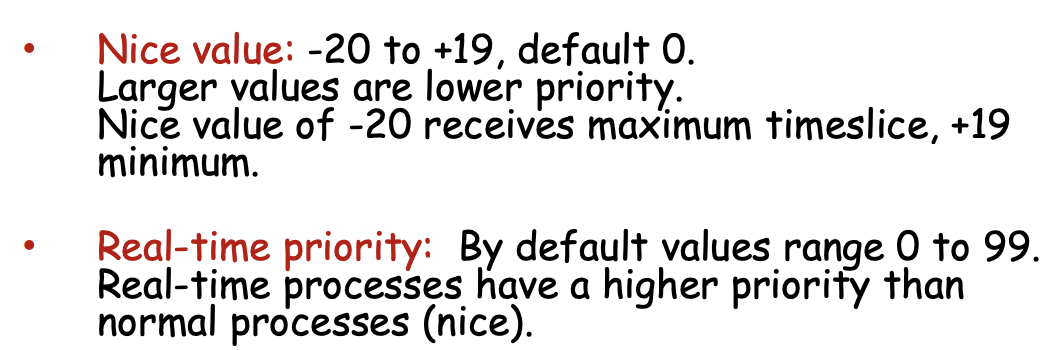 • Nice value: -20 to +19, default 0.
Larger values are lower priority.
Nice value of -20 receives maximum timeslice, +19
minimum.
• Real-time priority: By default values range 0 to 99.
Real-time processes have a higher priority than
normal processes (nice).